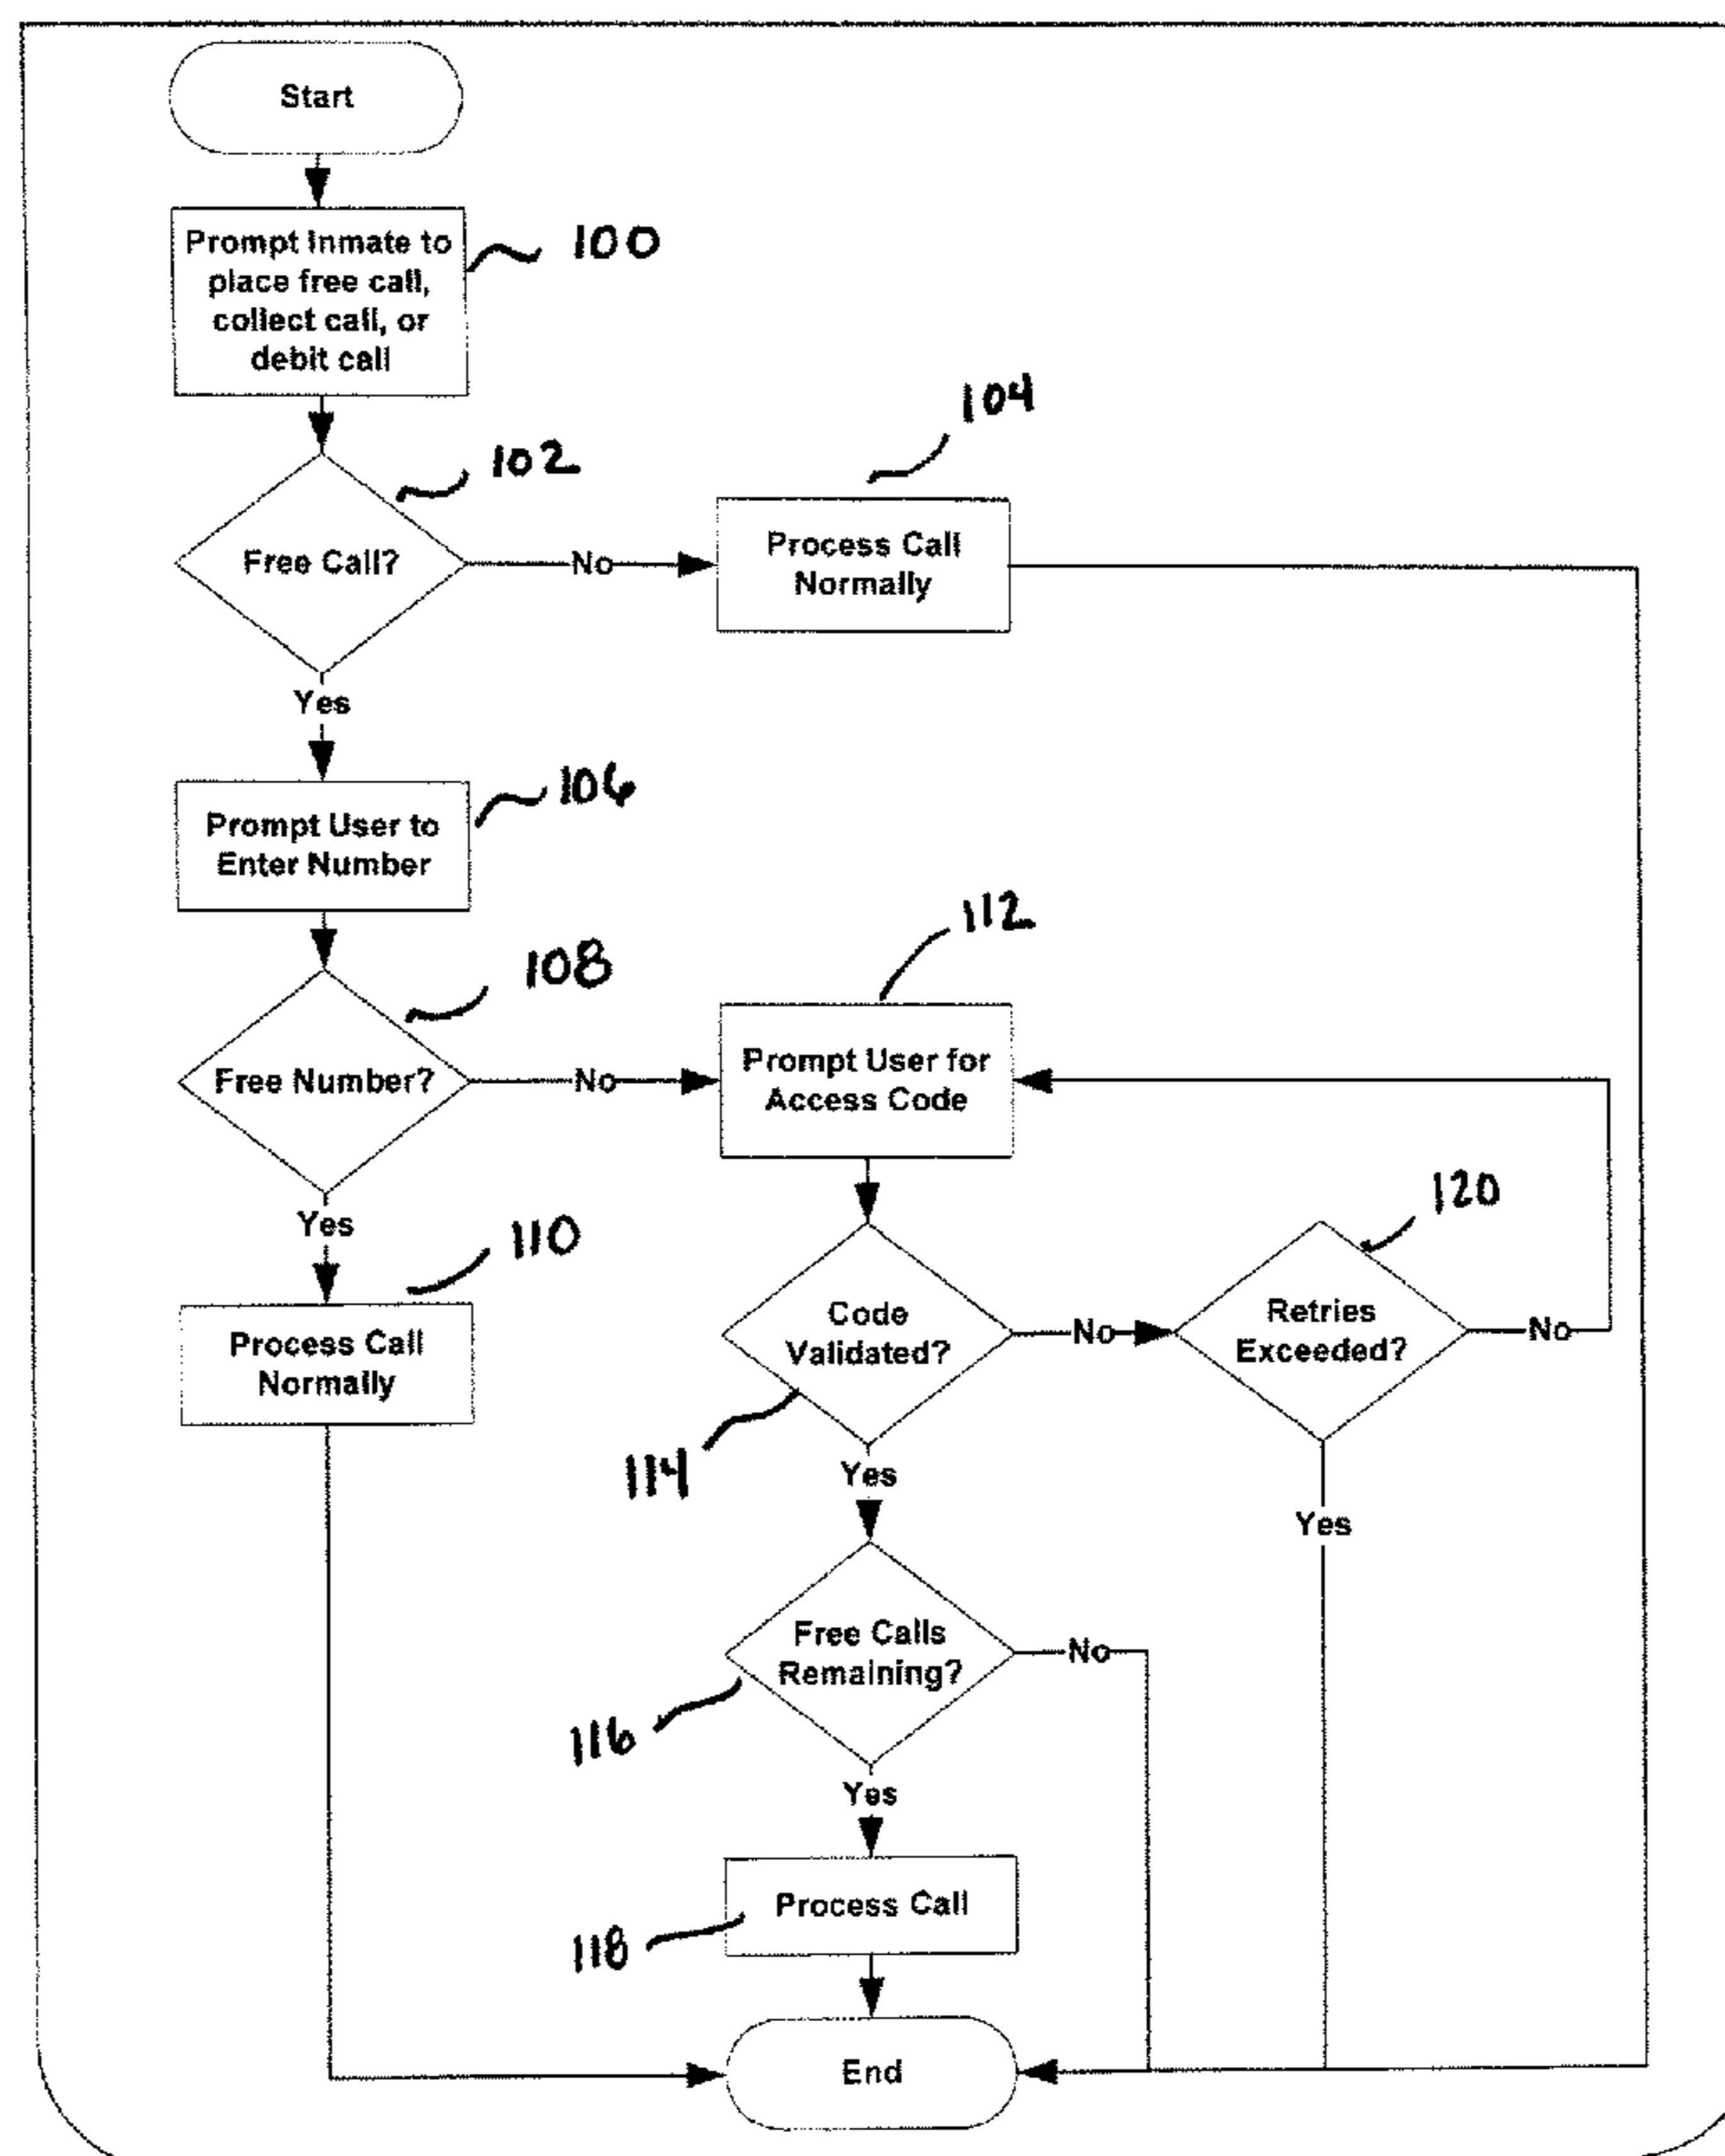 Start
Prompt Inmate to
place free call,
collect call, or
debit call
100
102
Free Call?
No
104
Process Call
Normally
Yes
106
Prompt User to
Enter Number
108
Free Number?
No
112
Prompt User for
Access Code
Yes
110
Process Call
Normally
Code
Validated?
114
No
120
Retries
Exceeded?
No
Yes
Yes
Free Calls
Remaining?
116
No
Yes
Process Call
118
End